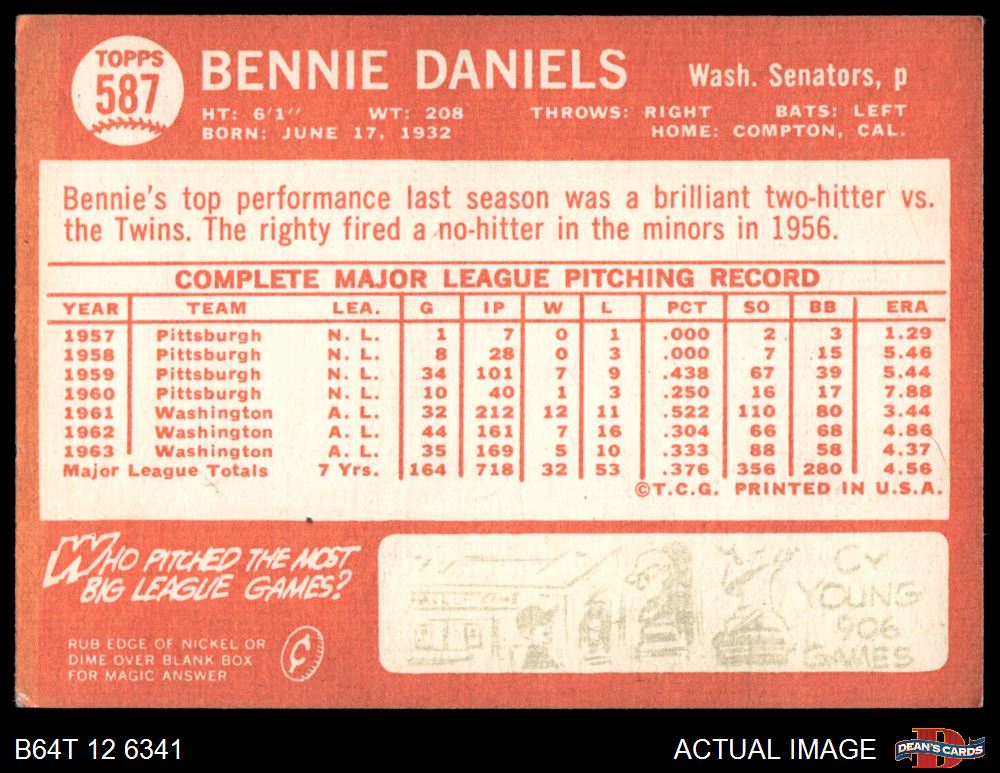 TOPPS
587
BENNIE DANIELS Wash. Senators, p
HT: 6'1" WT: 208 THROWS: RIGHT BATS: LEFT
BORN: JUNE 17, 1932 HOME: COMPTON, CAL.
Bennie's top performance last season was a brilliant two-hitter vs.
the Twins. The righty fired a no-hitter in the minors in 1956.
COMPLETE MAJOR LEAGUE PITCHING RECORD
YEAR TEAM LEA. G IP W L PCT SO BB ERA
1957 Pittsburgh N. L. 1 7 0 1 .000 2 3 1.29
1958 Pittsburgh N. L. 8 28 0 3 .000 7 15 5.46
1959 Pittsburgh N. L. 34 101 7 9 .438 67 39 5.44
1960 Pittsburgh N. L. 10 40 1 3 .250 16 17 7.88
1961 Washington A. L. 32 212 12 11 .522 110 80 3.44
1962 Washington A. L. 44 161 7 16 .304 66 68 4.86
1963 Washington A. L. 35 169 5 10 .333 88 58 4.37
Major League Totals 7 Yrs. 164 718 32 53 .376 356 280 4.56
©T.C.G. PRINTED IN U.S.A.
WHO PITCHED THE MOST
BIG LEAGUE GAMES?
RUB EDGE OF NICKEL OR
DIME OVER BLANK BOX
FOR MAGIC ANSWER
¢
CY
YOUNG
906
GAMES
B64T 12 6341 ACTUAL IMAGE
DEAN'S CARDS